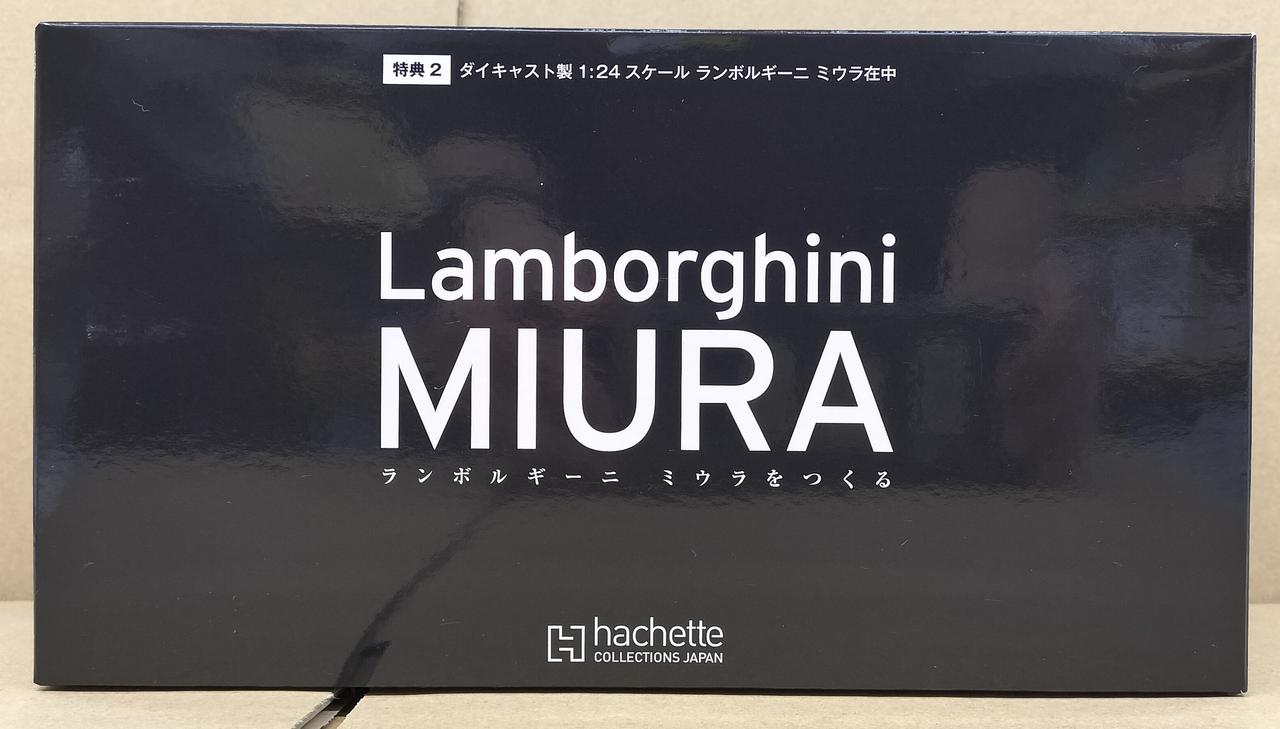 特典 2 ダイキャスト製 1:24 スケール ランボルギーニ ミウラ在中
Lamborghini
MIURA
ランボルギーニ ミウラをつくる
hachette
COLLECTIONS JAPAN